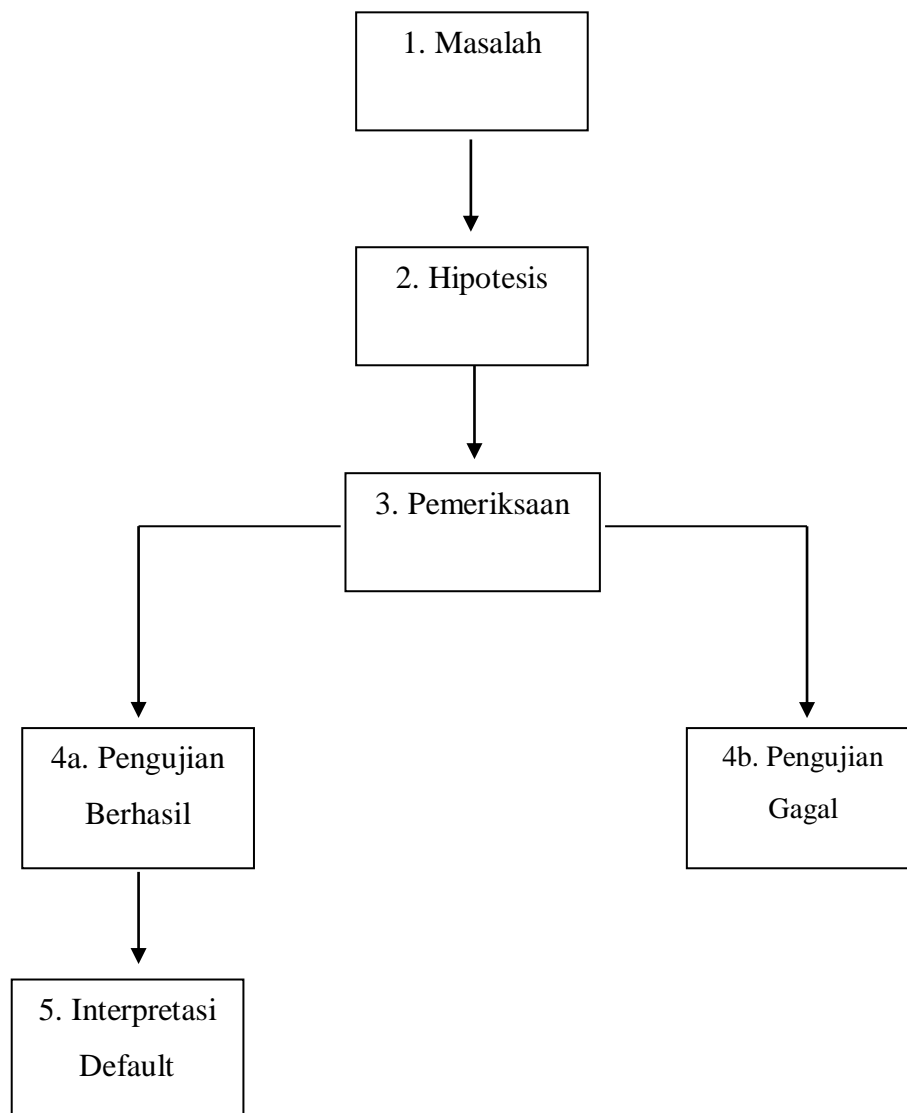 1. Masalah
2. Hipotesis
3. Pemeriksaan
4a. Pengujian
Berhasil
4b. Pengujian
Gagal
5. Interpretasi
Default